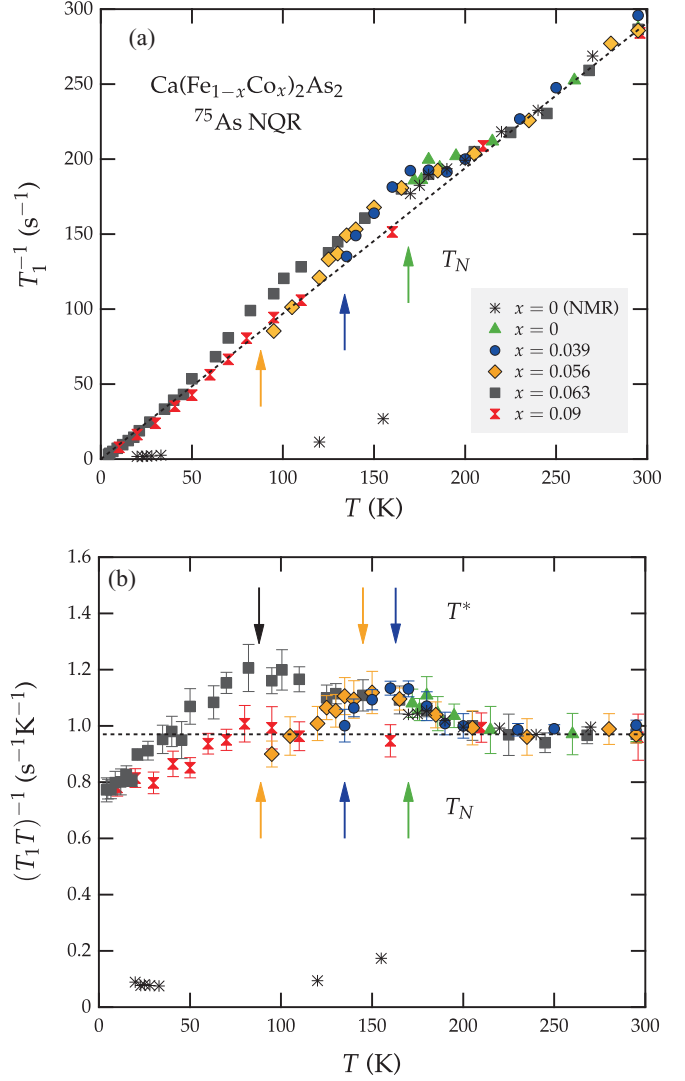 (a)
Ca(Fe₁₋ₓCoₓ)₂As₂
⁷⁵As NQR
T₁⁻¹ (s⁻¹)
300
250
200
150
100
50
0
T_N
x = 0 (NMR)
x = 0
x = 0.039
x = 0.056
x = 0.063
x = 0.09
0 50 100 150 200 250 300
T (K)
(b)
(T₁T)⁻¹ (s⁻¹K⁻¹)
1.6
1.4
1.2
1.0
0.8
0.6
0.4
0.2
0
T*
T_N
0 50 100 150 200 250 300
T (K)